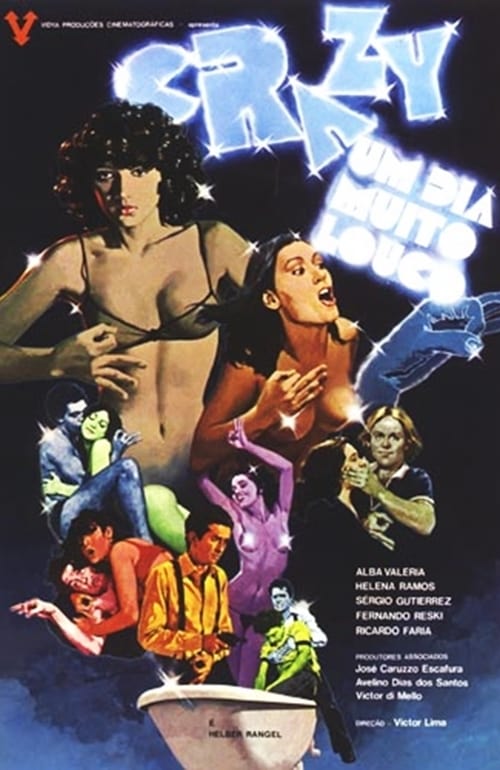 V
VIDYA PRODUÇÕES CINEMATOGRÁFICAS - apresenta
CRAZY
UM DIA
MUITO
LOUCO
ALBA VALERIA
HELENA RAMOS
SÉRGIO GUTIERREZ
FERNANDO RESKI
RICARDO FARIA
PRODUTORES ASSOCIADOS
José Caruzzo Escafura
Avelino Dias dos Santos
Victor di Mello
DIREÇÃO - Victor Lima
E
HELBER RANGEL